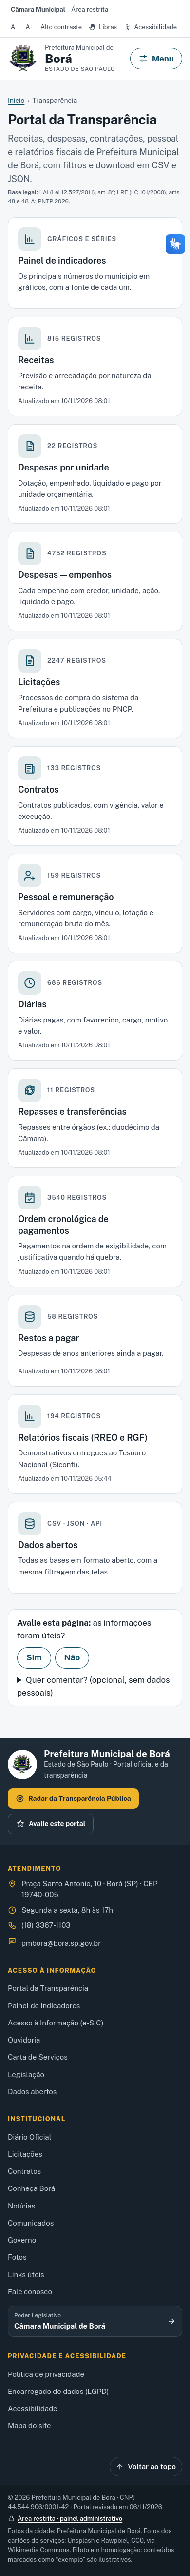 Câmara Municipal Área restrita
A− A+ Alto contraste Libras Acessibilidade
Prefeitura Municipal de
Borá
ESTADO DE SÃO PAULO
Menu
Início › Transparência
Portal da Transparência
Receitas, despesas, contratações, pessoal
e relatórios fiscais de Prefeitura Municipal
de Borá, com filtros e download em CSV e
JSON.
Base legal: LAI (Lei 12.527/2011), art. 8º; LRF (LC 101/2000), arts.
48 e 48-A; PNTP 2026.
GRÁFICOS E SÉRIES
Painel de indicadores
Os principais números do município em
gráficos, com a fonte de cada um.
815 REGISTROS
Receitas
Previsão e arrecadação por natureza da
receita.
Atualizado em 10/11/2026 08:01
22 REGISTROS
Despesas por unidade
Dotação, empenhado, liquidado e pago por
unidade orçamentária.
Atualizado em 10/11/2026 08:01
4752 REGISTROS
Despesas — empenhos
Cada empenho com credor, unidade, ação,
liquidado e pago.
Atualizado em 10/11/2026 08:01
2247 REGISTROS
Licitações
Processos de compra do sistema da
Prefeitura e publicações no PNCP.
Atualizado em 10/11/2026 08:01
133 REGISTROS
Contratos
Contratos publicados, com vigência, valor e
execução.
Atualizado em 10/11/2026 08:01
159 REGISTROS
Pessoal e remuneração
Servidores com cargo, vínculo, lotação e
remuneração bruta do mês.
Atualizado em 10/11/2026 08:01
686 REGISTROS
Diárias
Diárias pagas, com favorecido, cargo, motivo
e valor.
Atualizado em 10/11/2026 08:01
11 REGISTROS
Repasses e transferências
Repasses entre órgãos (ex.: duodécimo da
Câmara).
Atualizado em 10/11/2026 08:01
3540 REGISTROS
Ordem cronológica de
pagamentos
Pagamentos na ordem de exigibilidade, com
justificativa quando há quebra.
Atualizado em 10/11/2026 08:01
58 REGISTROS
Restos a pagar
Despesas de anos anteriores ainda a pagar.
Atualizado em 10/11/2026 08:01
194 REGISTROS
Relatórios fiscais (RREO e RGF)
Demonstrativos entregues ao Tesouro
Nacional (Siconfi).
Atualizado em 10/11/2026 05:44
CSV · JSON · API
Dados abertos
Todas as bases em formato aberto, com a
mesma filtragem das telas.
Avalie esta página: as informações
foram úteis?
Sim Não
▶ Quer comentar? (opcional, sem dados
pessoais)
Prefeitura Municipal de Borá
Estado de São Paulo · Portal oficial e da
transparência
Radar da Transparência Pública
Avalie este portal
ATENDIMENTO
Praça Santo Antonio, 10 · Borá (SP) · CEP
19740-005
Segunda a sexta, 8h às 17h
(18) 3367-1103
pmbora@bora.sp.gov.br
ACESSO À INFORMAÇÃO
Portal da Transparência
Painel de indicadores
Acesso à Informação (e-SIC)
Ouvidoria
Carta de Serviços
Legislação
Dados abertos
INSTITUCIONAL
Diário Oficial
Licitações
Contratos
Conheça Borá
Notícias
Comunicados
Governo
Fotos
Links úteis
Fale conosco
Poder Legislativo
Câmara Municipal de Borá →
PRIVACIDADE E ACESSIBILIDADE
Política de privacidade
Encarregado de dados (LGPD)
Acessibilidade
Mapa do site
↑ Voltar ao topo
© 2026 Prefeitura Municipal de Borá · CNPJ
44.544.906/0001-42 · Portal revisado em 06/11/2026
Área restrita · painel administrativo
Fotos da cidade: Prefeitura Municipal de Borá. Fotos dos
cartões de serviços: Unsplash e Rawpixel, CC0, via
Wikimedia Commons. Piloto em homologação: conteúdos
marcados como "exemplo" são ilustrativos.